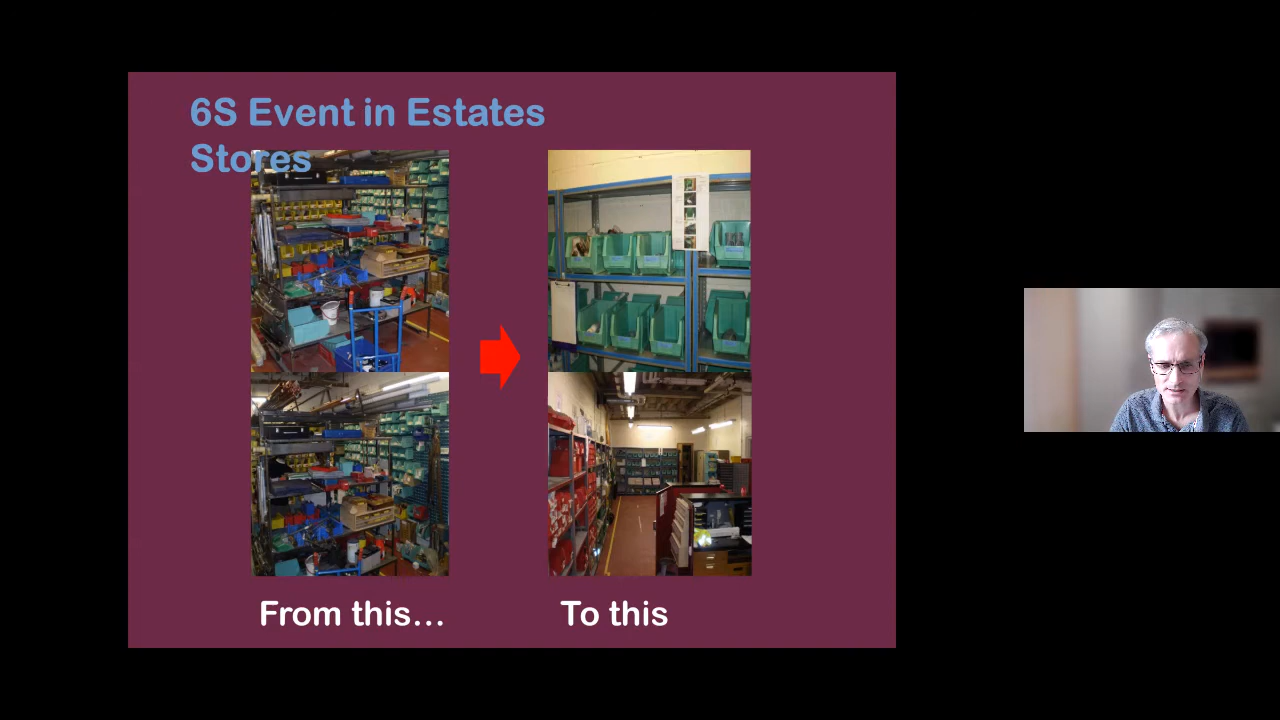 6S Event in Estates
Stores
From this...
To this